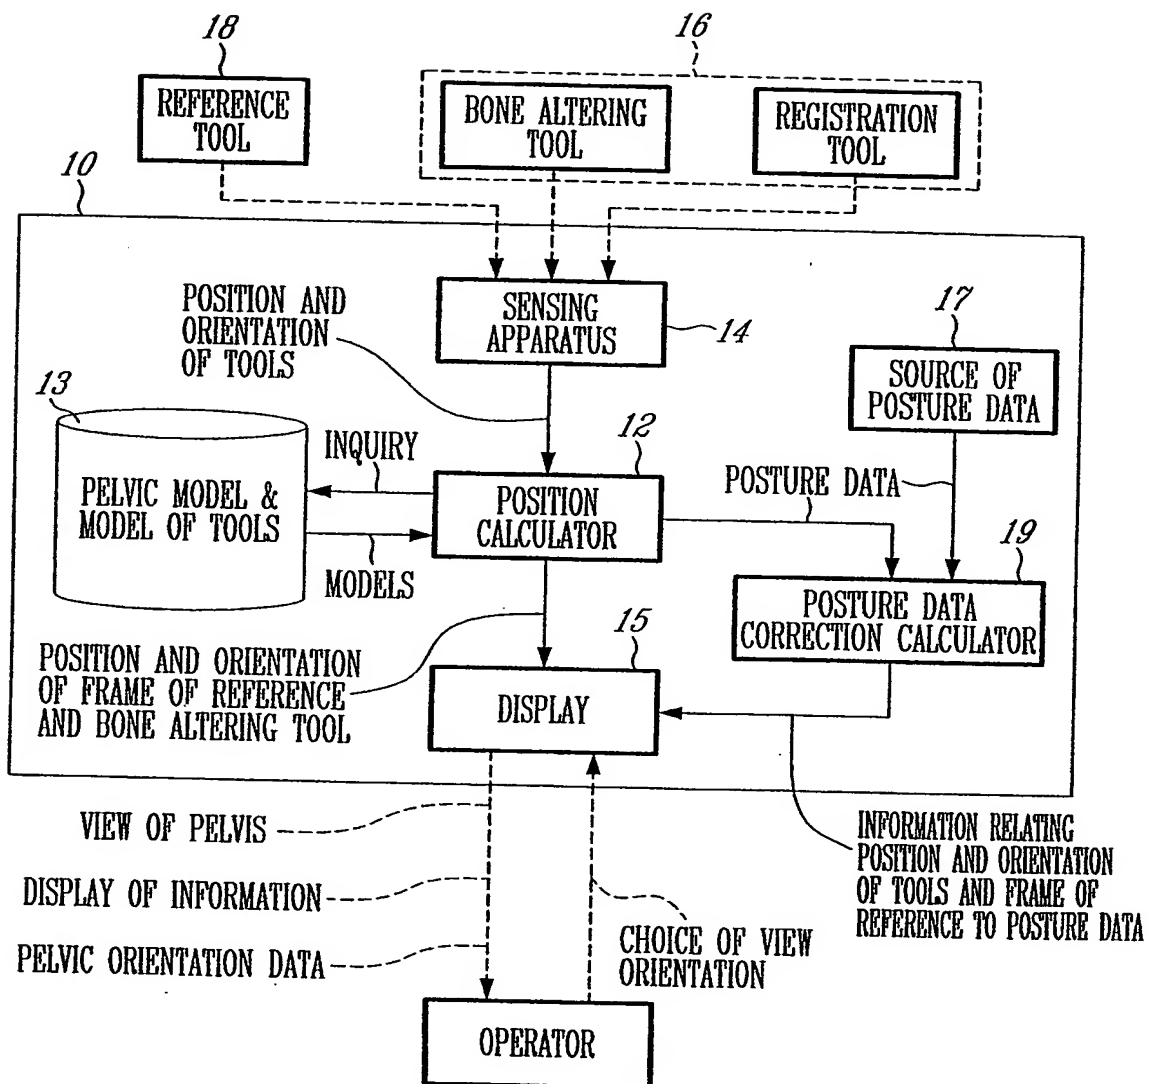 18
16
REFERENCE
TOOL
BONE ALTERING
TOOL
REGISTRATION
TOOL
10
POSITION AND
ORIENTATION
OF TOOLS
SENSING
APPARATUS
14
17
SOURCE OF
POSTURE DATA
13
PELVIC MODEL &
MODEL OF TOOLS
INQUIRY
MODELS
12
POSITION
CALCULATOR
POSTURE DATA
19
POSTURE DATA
CORRECTION CALCULATOR
POSITION AND ORIENTATION
OF FRAME OF REFERENCE
AND BONE ALTERING TOOL
15
DISPLAY
VIEW OF PELVIS
DISPLAY OF INFORMATION
PELVIC ORIENTATION DATA
CHOICE OF VIEW
ORIENTATION
INFORMATION RELATING
POSITION AND ORIENTATION
OF TOOLS AND FRAME OF
REFERENCE TO POSTURE DATA
OPERATOR